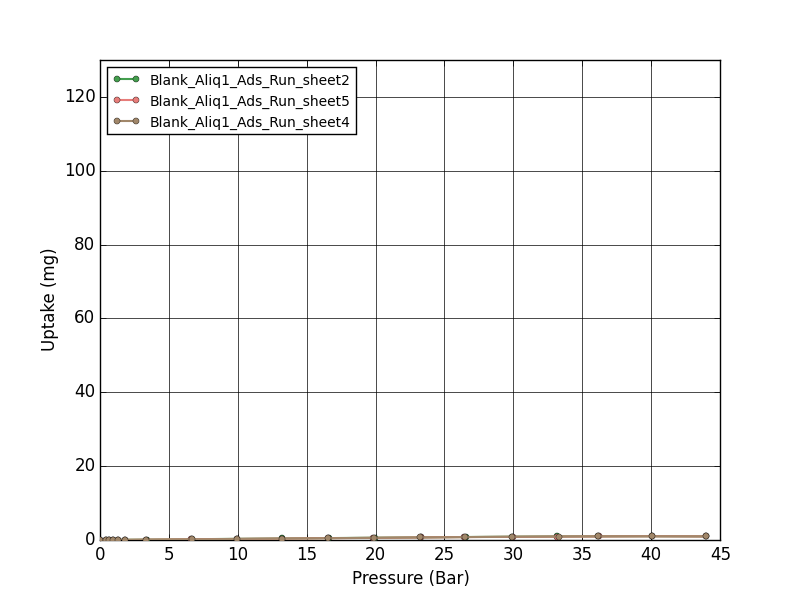 Blank_Aliq1_Ads_Run_sheet2
Blank_Aliq1_Ads_Run_sheet5
Blank_Aliq1_Ads_Run_sheet4
120
100
80
60
40
20
0
Uptake (mg)
0 5 10 15 20 25 30 35 40 45
Pressure (Bar)